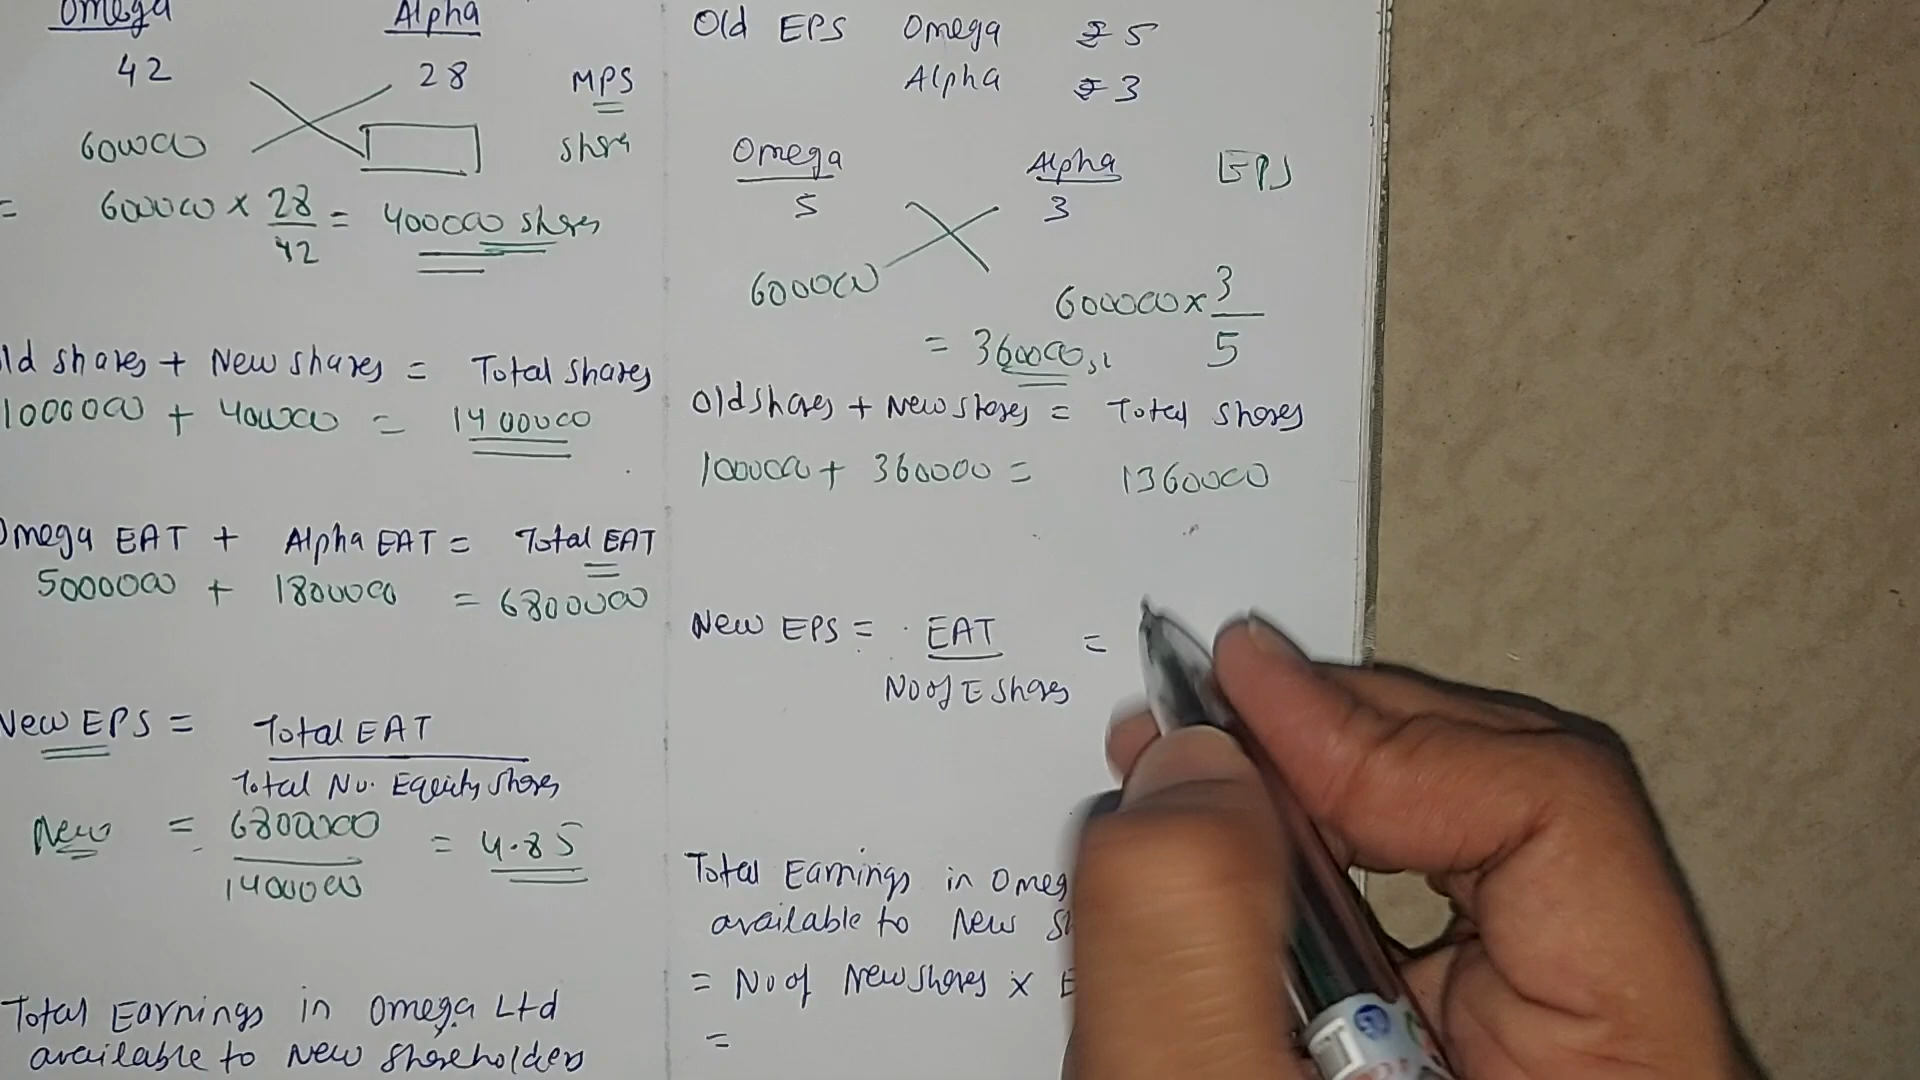 Omega Alpha
42 28 MPS
600000
= 600000 x 28/42 = 400000 shares
ld shares + New shares = Total shares
1000000 + 400000 = 1400000
Omega EAT + Alpha EAT = Total EAT
5000000 + 1800000 = 6800000
New EPS = Total EAT
Total No. Equity shares
New = 6800000 = 4.85
1400000
Total Earnings in Omega Ltd
available to New shareholders
Old EPS Omega ₹ 5
Alpha ₹ 3
Omega Alpha EPS
5 3
600000 600000 x 3/5
= 360000
Old shares + New shares = Total shares
1000000 + 360000 = 1360000
New EPS = EAT =
No of E shares
Total Earnings in Omeg
available to New
= No of New shares x E
=